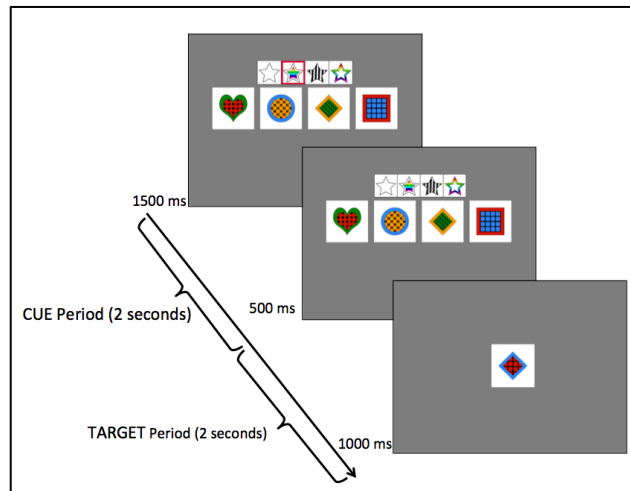 1500 ms
CUE Period (2 seconds)
500 ms
TARGET Period (2 seconds)
1000 ms